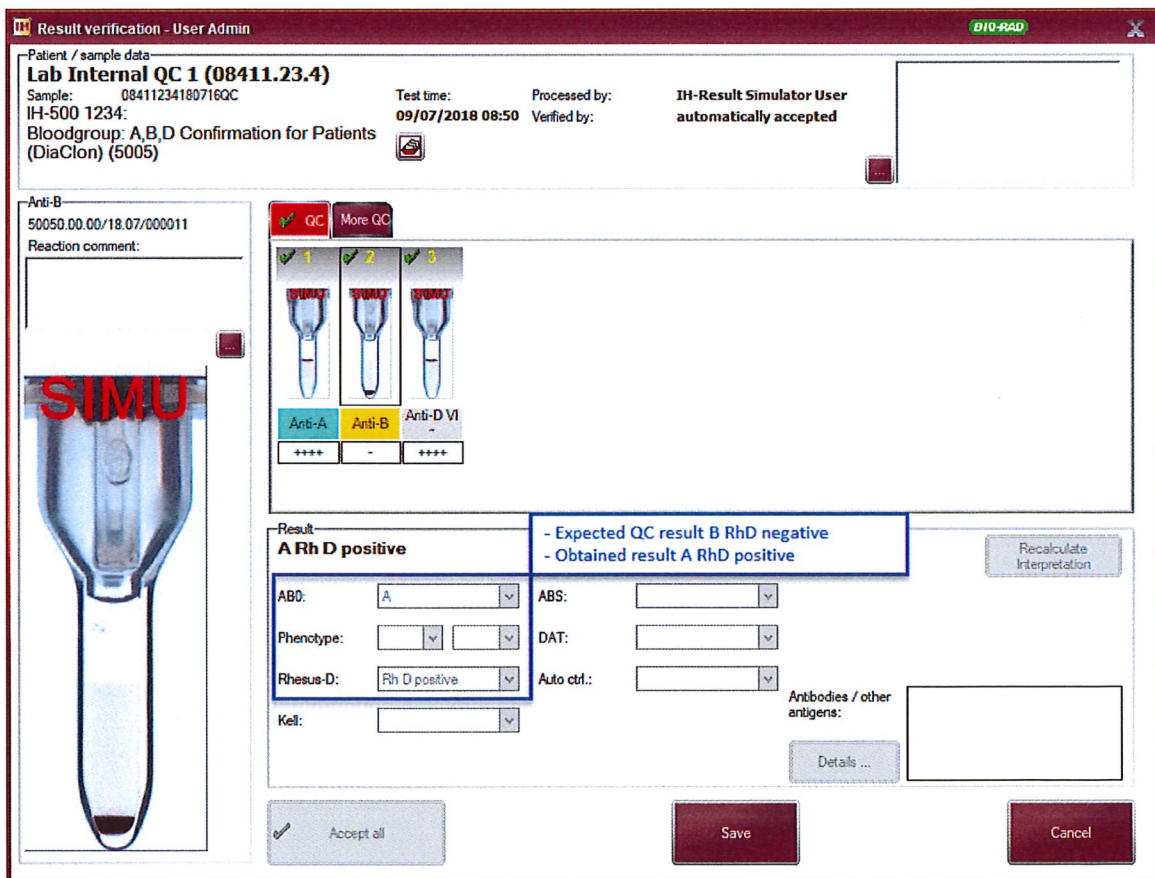 IH Result verification - User Admin
BIO-RAD
X
Patient / sample data
Lab Internal QC 1 (08411.23.4)
Sample: 08411234180716QC
Test time:
Processed by:
IH-Result Simulator User
IH-500 1234:
09/07/2018 08:50
Verified by:
automatically accepted
Bloodgroup: A,B,D Confirmation for Patients
(DiaClon) (5005)
...
Anti-B
50050.00.00/18.07/000011
Reaction comment:
...
SIMU
QC
More QC
1 2 3
SIMU SIMU SIMU
Anti-A
Anti-B
Anti-D VI
-
++++
-
++++
Result
A Rh D positive
- Expected QC result B RhD negative
- Obtained result A RhD positive
Recalculate
Interpretation
AB0: A
ABS:
Phenotype:
DAT:
Rhesus-D: Rh D positive
Auto ctrl.:
Kell:
Antibodies / other
antigens:
Details ...
Accept all
Save
Cancel